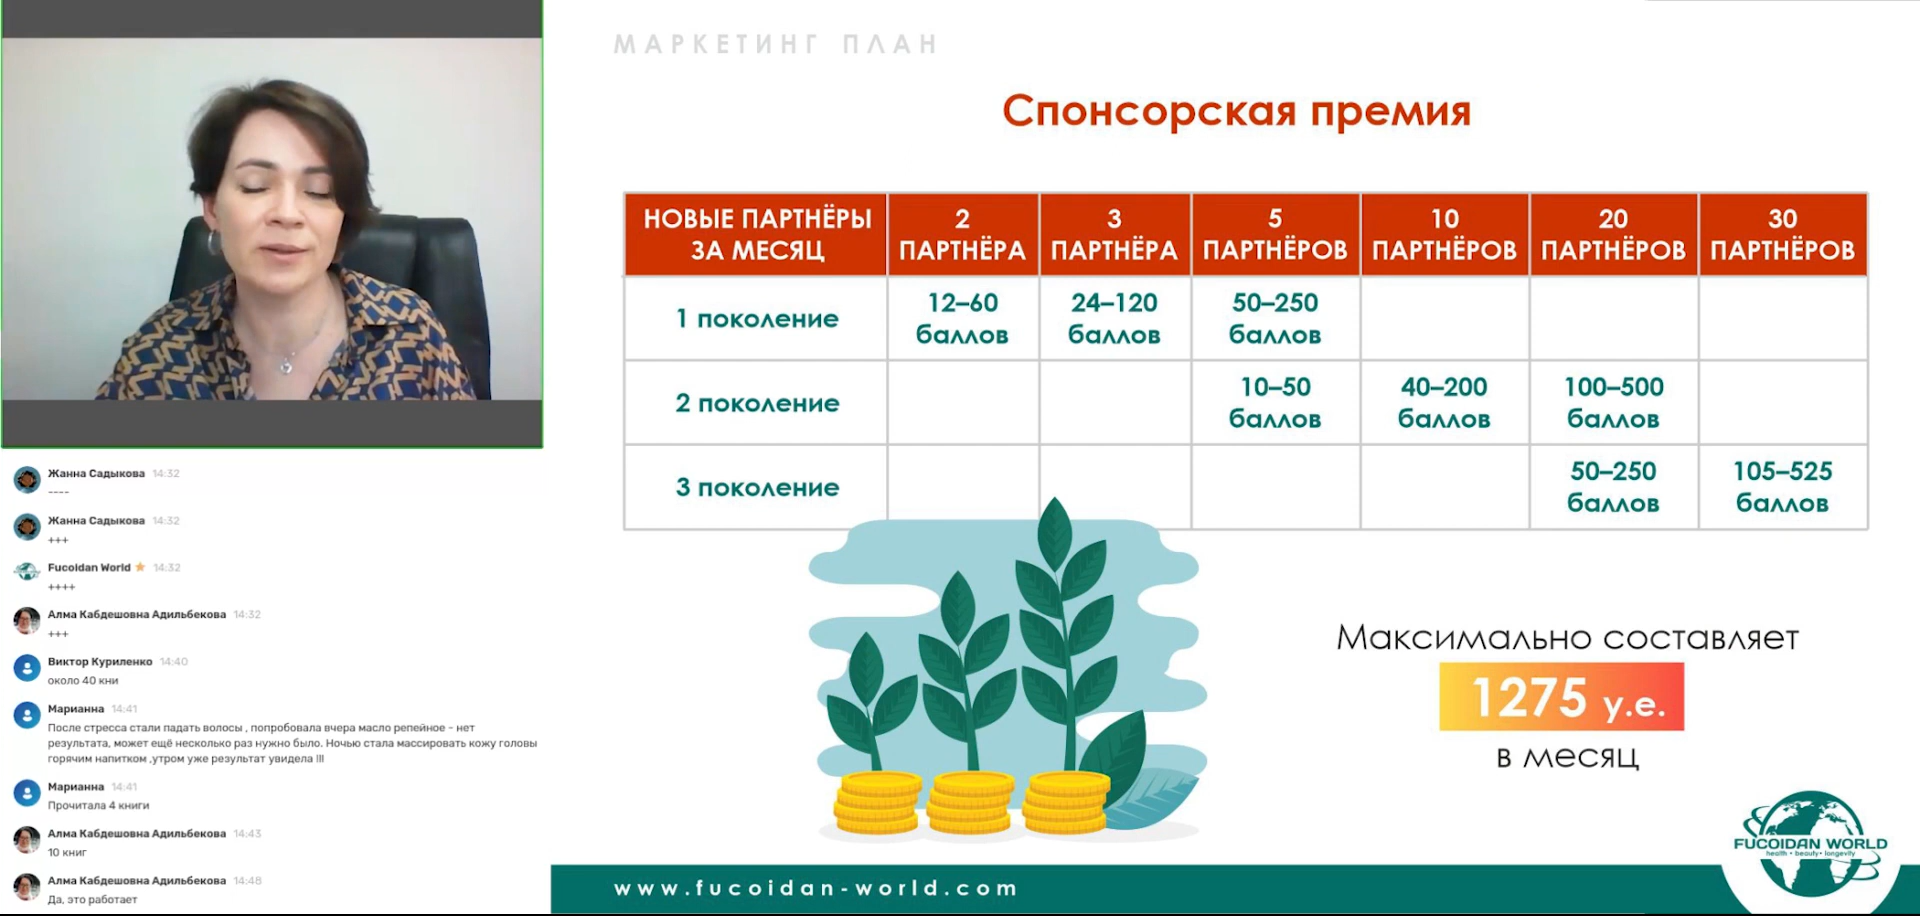 МАРКЕТИНГ ПЛАН
Спонсорская премия
НОВЫЕ ПАРТНЁРЫ ЗА МЕСЯЦ
2 ПАРТНЁРА
3 ПАРТНЁРА
5 ПАРТНЁРОВ
10 ПАРТНЁРОВ
20 ПАРТНЁРОВ
30 ПАРТНЁРОВ
1 поколение
12–60 баллов
24–120 баллов
50–250 баллов
2 поколение
10–50 баллов
40–200 баллов
100–500 баллов
3 поколение
50–250 баллов
105–525 баллов
Максимально составляет
1275 у.е.
в месяц
FUCOIDAN WORLD
health • beauty • longevity
www.fucoidan-world.com
Жанна Садыкова 14:32
----
Жанна Садыкова 14:32
+++
Fucoidan World 14:32
++++
Алма Кабдешовна Адильбекова 14:32
+++
Виктор Куриленко 14:40
около 40 кни
Марианна 14:41
После стресса стали падать волосы , попробовала вчера масло репейное - нет
результата, может ещё несколько раз нужно было. Ночью стала массировать кожу головы
горячим напитком ,утром уже результат увидела !!!
Марианна 14:41
Прочитала 4 книги
Алма Кабдешовна Адильбекова 14:43
10 книг
Алма Кабдешовна Адильбекова 14:48
Да, это работает